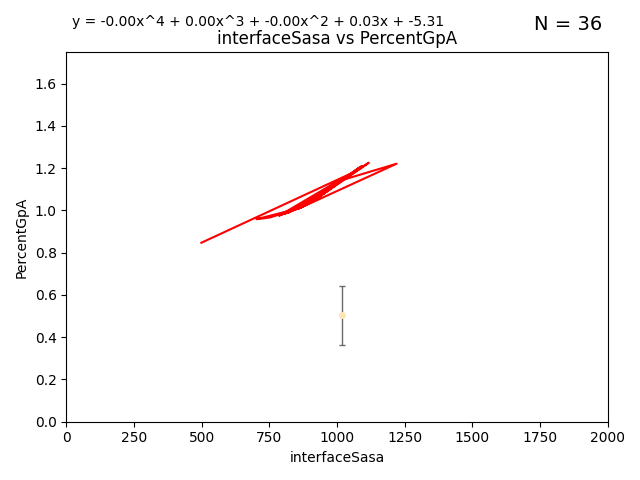 y = -0.00x^4 + 0.00x^3 + -0.00x^2 + 0.03x + -5.31
N = 36
interfaceSasa vs PercentGpA
PercentGpA
1.6
1.4
1.2
1.0
0.8
0.6
0.4
0.2
0.0
0 250 500 750 1000 1250 1500 1750 2000
interfaceSasa